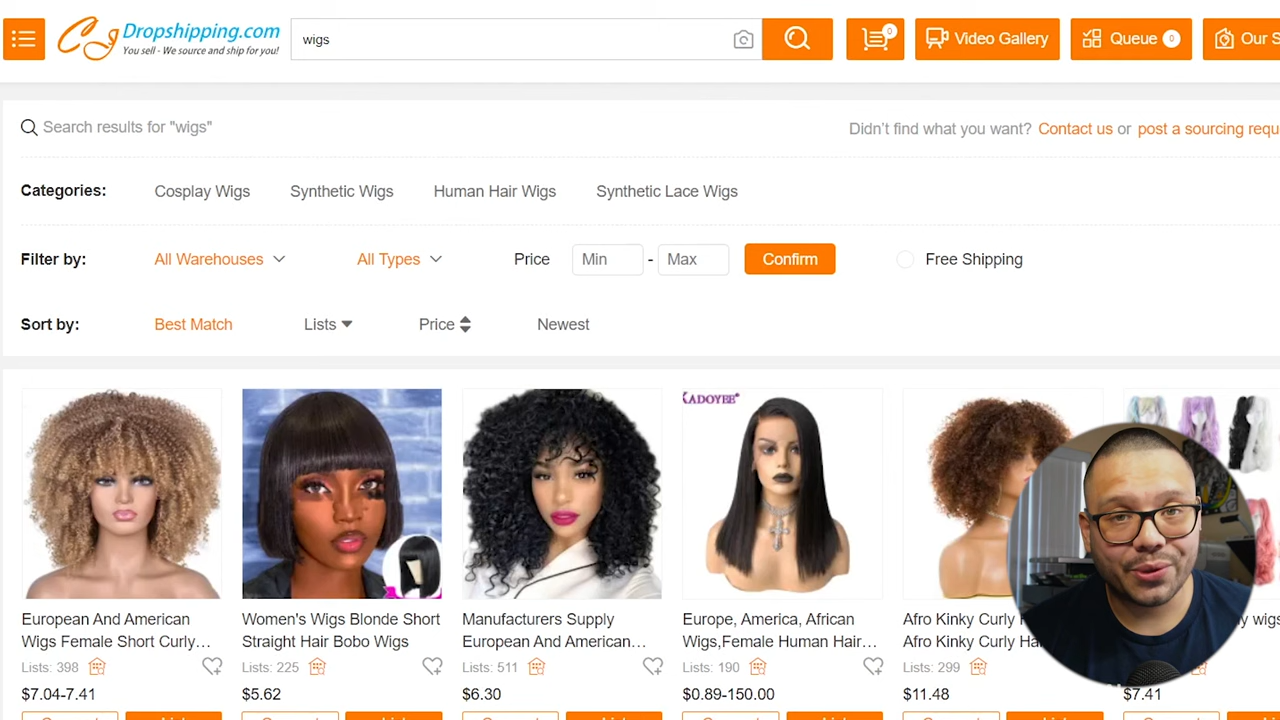 Dropshipping.com
You sell - We source and ship for you!
wigs
0
Video Gallery
Queue 0
Our S
Search results for "wigs"
Didn't find what you want? Contact us or post a sourcing requ
Categories: Cosplay Wigs Synthetic Wigs Human Hair Wigs Synthetic Lace Wigs
Filter by: All Warehouses All Types Price Min - Max Confirm Free Shipping
Sort by: Best Match Lists Price Newest
KADOYEE
European And American
Wigs Female Short Curly…
Lists: 398
$7.04-7.41
Women's Wigs Blonde Short
Straight Hair Bobo Wigs
Lists: 225
$5.62
Manufacturers Supply
European And American…
Lists: 511
$6.30
Europe, America, African
Wigs,Female Human Hair…
Lists: 190
$0.89-150.00
Afro Kinky Curly
Afro Kinky Curly
Lists: 299
$11.48
wigs
$7.41